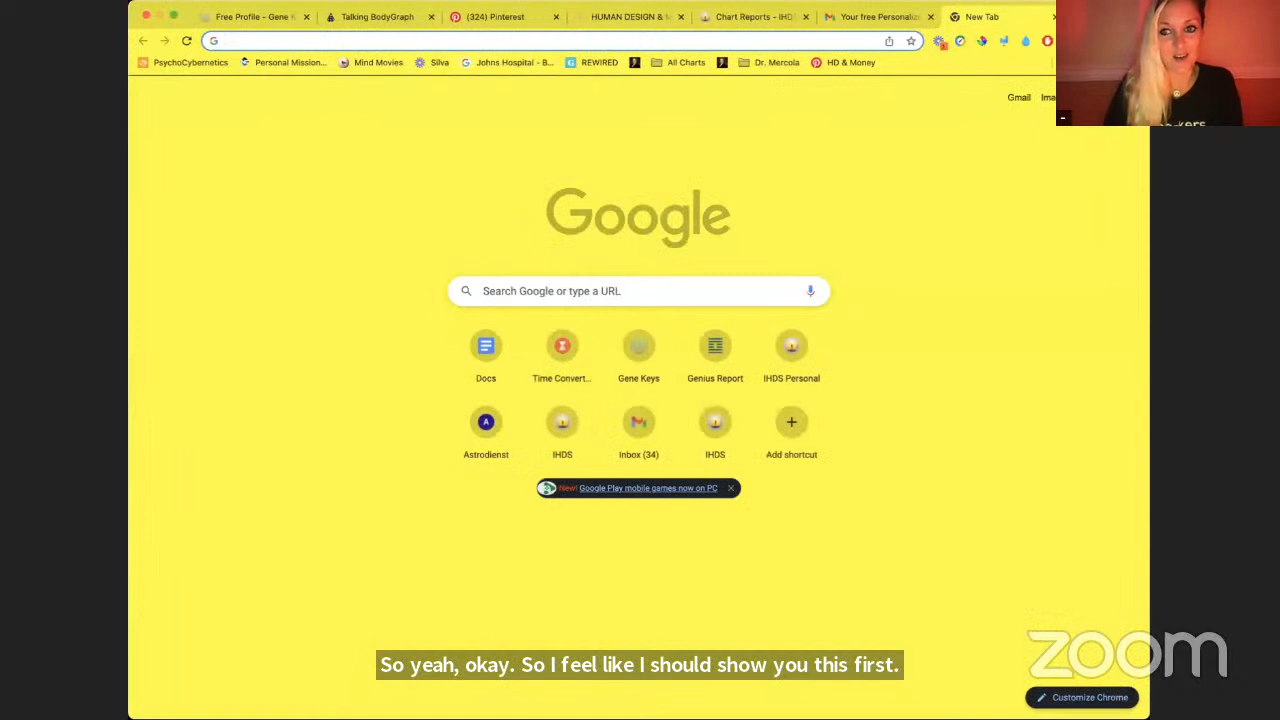 Free Profile - Gene K
Talking BodyGraph
(324) Pinterest
HUMAN DESIGN &
Chart Reports - IHD
Your free Personaliz
New Tab
PsychoCybernetics
Personal Mission...
Mind Movies
Silva
Johns Hospital - B...
REWIRED
All Charts
Dr. Mercola
HD & Money
Gmail
Google
Search Google or type a URL
Docs
Time Convert...
Gene Keys
Genius Report
IHDS Personal
Astrodienst
IHDS
Inbox (34)
IHDS
Add shortcut
New! Google Play mobile games now on PC
So yeah, okay. So I feel like I should show you this first.
zoom
Customize Chrome